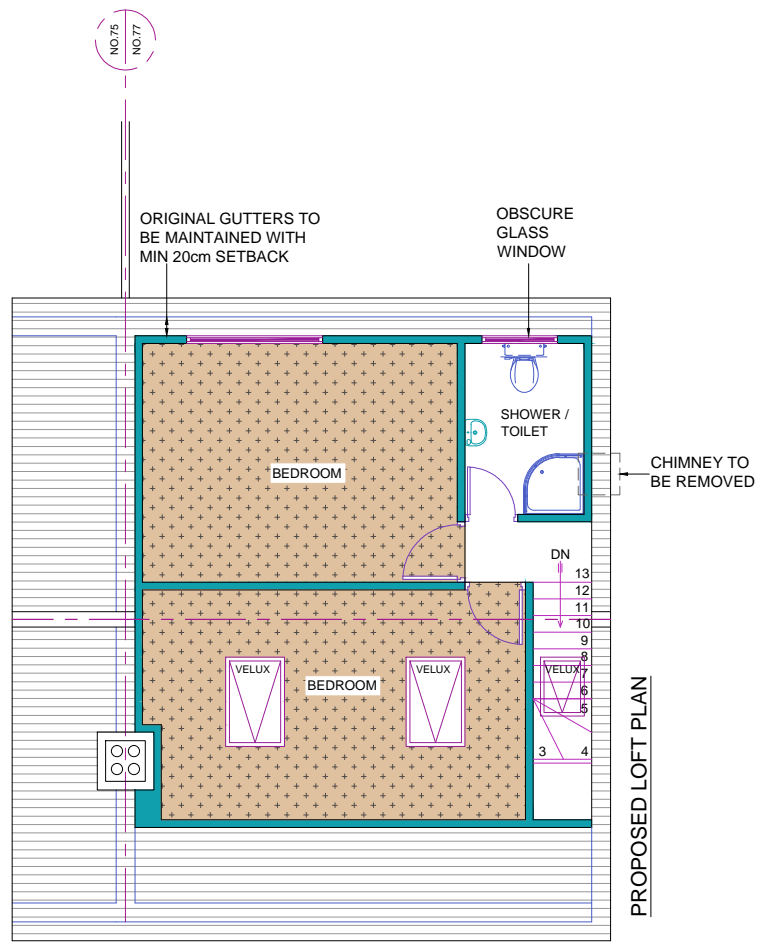 NO.75
NO.77
ORIGINAL GUTTERS TO
BE MAINTAINED WITH
MIN 20cm SETBACK
OBSCURE
GLASS
WINDOW
SHOWER /
TOILET
BEDROOM
CHIMNEY TO
BE REMOVED
DN
13
12
11
10
9
8
7
6
5
3 4
VELUX
VELUX
VELUX
BEDROOM
PROPOSED LOFT PLAN